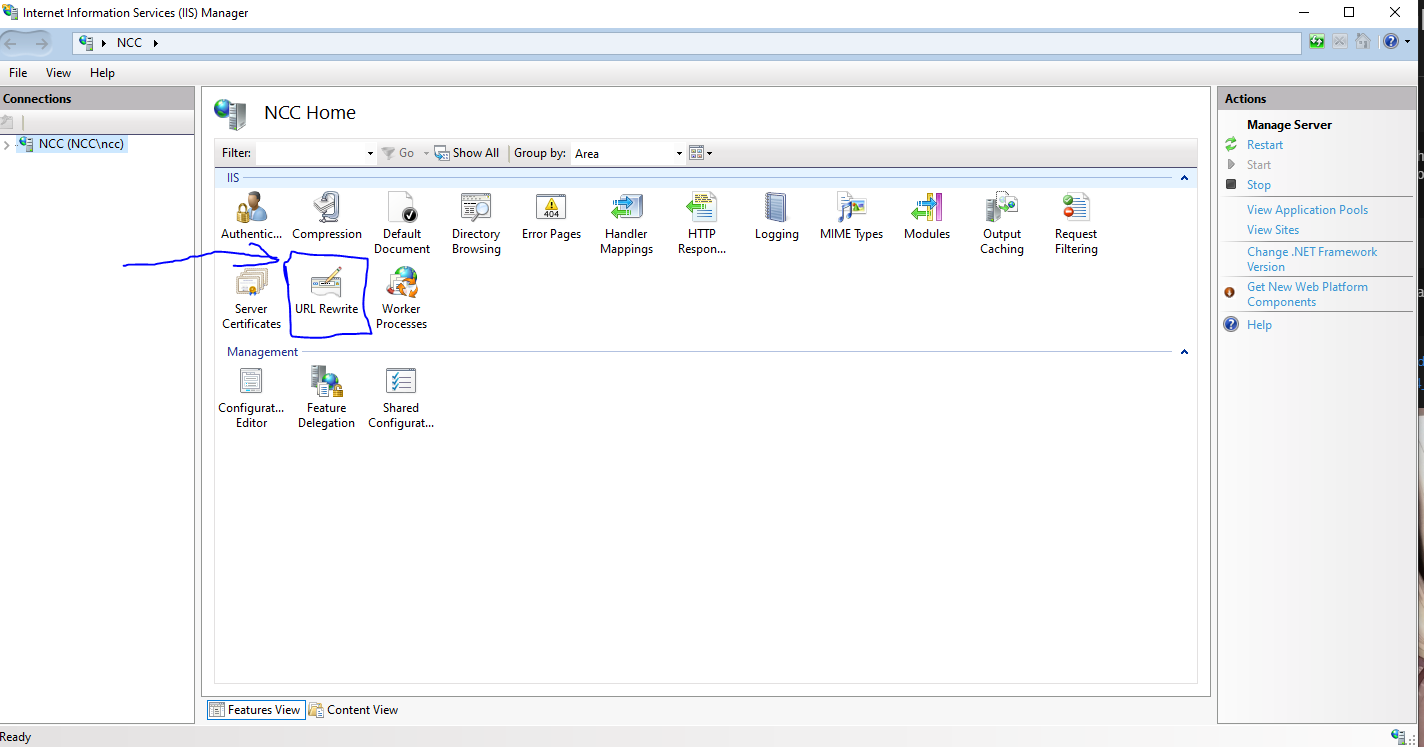 Internet Information Services (IIS) Manager
NCC
File View Help
Connections
NCC (NCC\ncc)
NCC Home
Filter: Go Show All Group by: Area
IIS
Authentic... Compression Default Document Directory Browsing Error Pages Handler Mappings HTTP Respon... Logging MIME Types Modules Output Caching Request Filtering
404
Server Certificates URL Rewrite Worker Processes
Management
Configurat... Editor Feature Delegation Shared Configurat...
Features View Content View
Actions
Manage Server
Restart
Start
Stop
View Application Pools
View Sites
Change .NET Framework
Version
Get New Web Platform
Components
Help
Ready